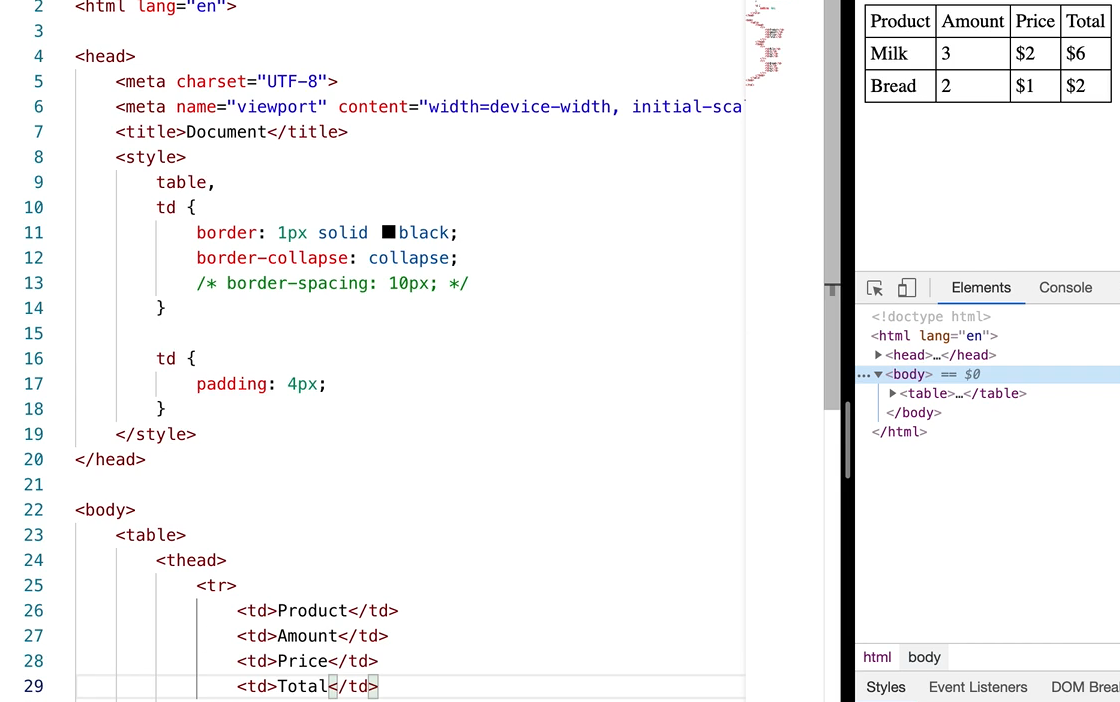 2 <html lang="en">
3
4 <head>
5 <meta charset="UTF-8">
6 <meta name="viewport" content="width=device-width, initial-sca
7 <title>Document</title>
8 <style>
9 table,
10 td {
11 border: 1px solid black;
12 border-collapse: collapse;
13 /* border-spacing: 10px; */
14 }
15
16 td {
17 padding: 4px;
18 }
19 </style>
20 </head>
21
22 <body>
23 <table>
24 <thead>
25 <tr>
26 <td>Product</td>
27 <td>Amount</td>
28 <td>Price</td>
29 <td>Total</td>
Product Amount Price Total
Milk 3 $2 $6
Bread 2 $1 $2
Elements Console
<!doctype html>
<html lang="en">
<head>…</head>
<body> == $0
<table>…</table>
</body>
</html>
html body
Styles Event Listeners DOM Brea